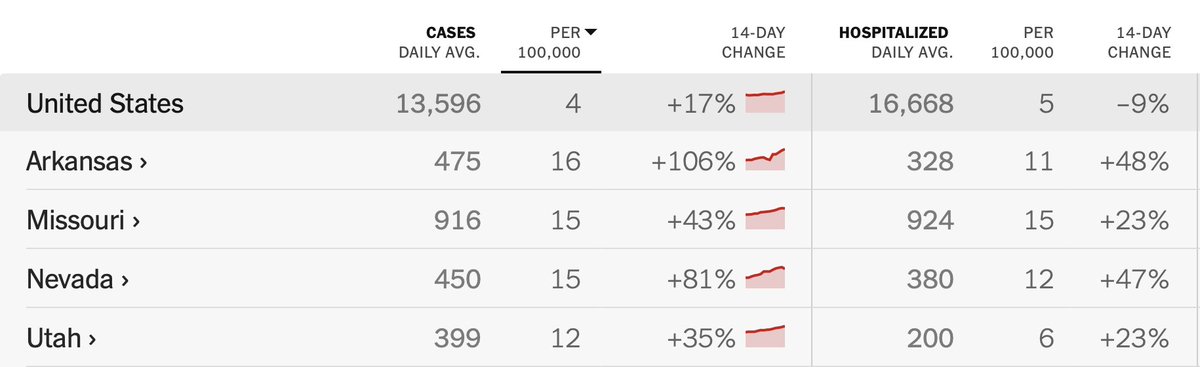 CASES PER 14-DAY HOSPITALIZED PER 14-DAY
DAILY AVG. 100,000 CHANGE DAILY AVG. 100,000 CHANGE
United States 13,596 4 +17% 16,668 5 –9%
Arkansas › 475 16 +106% 328 11 +48%
Missouri › 916 15 +43% 924 15 +23%
Nevada › 450 15 +81% 380 12 +47%
Utah › 399 12 +35% 200 6 +23%